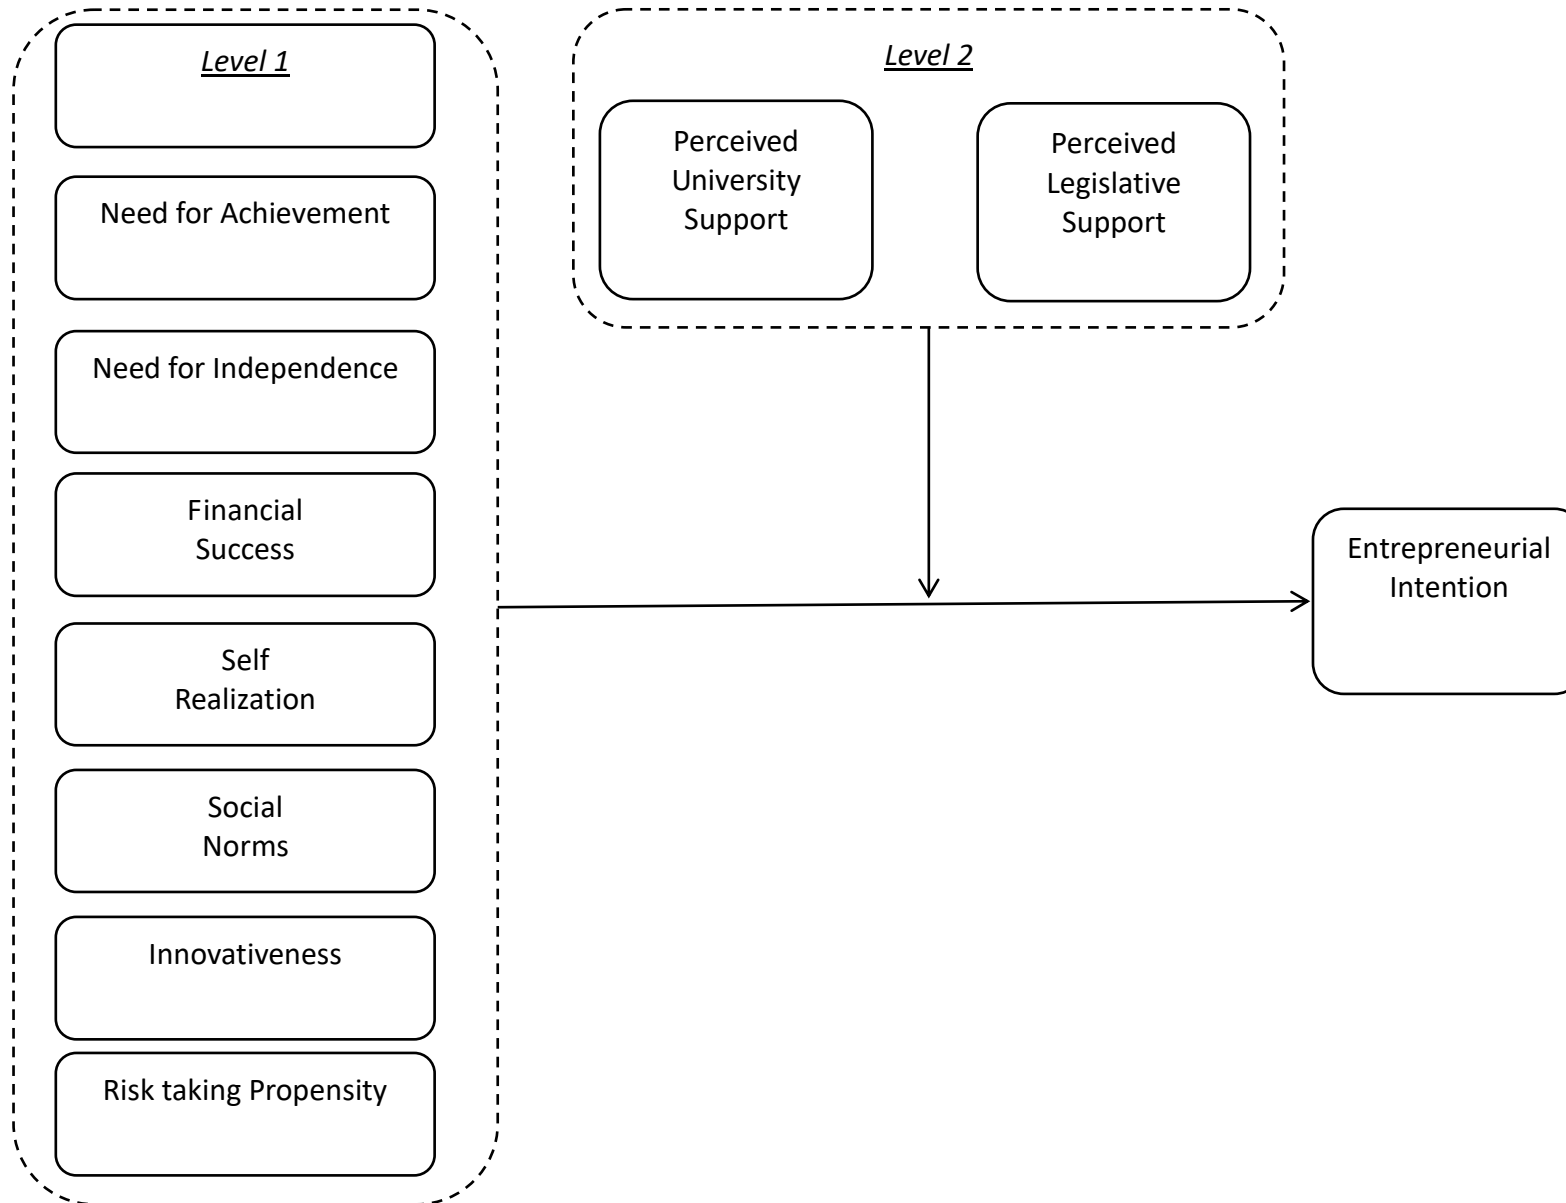 Level 1
Need for Achievement
Need for Independence
Financial
Success
Self
Realization
Social
Norms
Innovativeness
Risk taking Propensity
Level 2
Perceived
University
Support
Perceived
Legislative
Support
Entrepreneurial
Intention